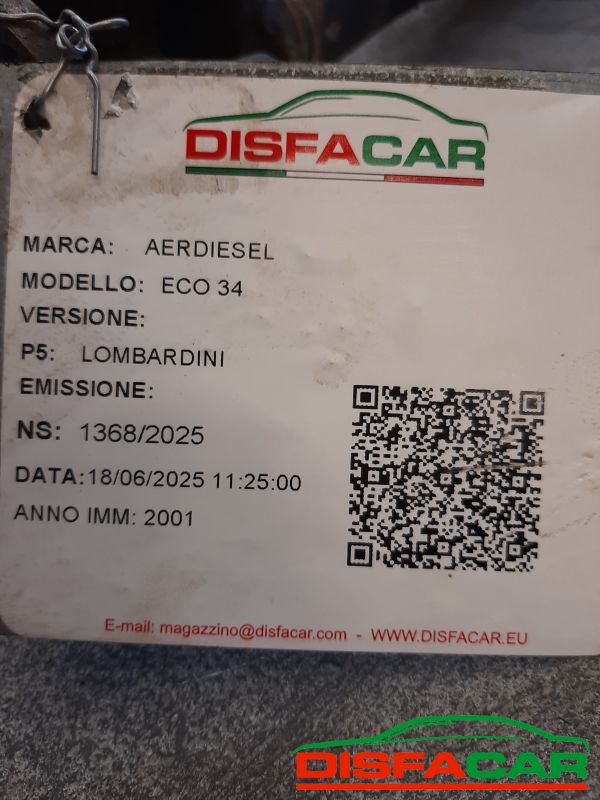 DISFACAR
MARCA: AERDIESEL
MODELLO: ECO 34
VERSIONE:
P5: LOMBARDINI
EMISSIONE:
NS: 1368/2025
DATA:18/06/2025 11:25:00
ANNO IMM: 2001
E-mail: magazzino@disfacar.com - WWW.DISFACAR.EU
DISFACAR